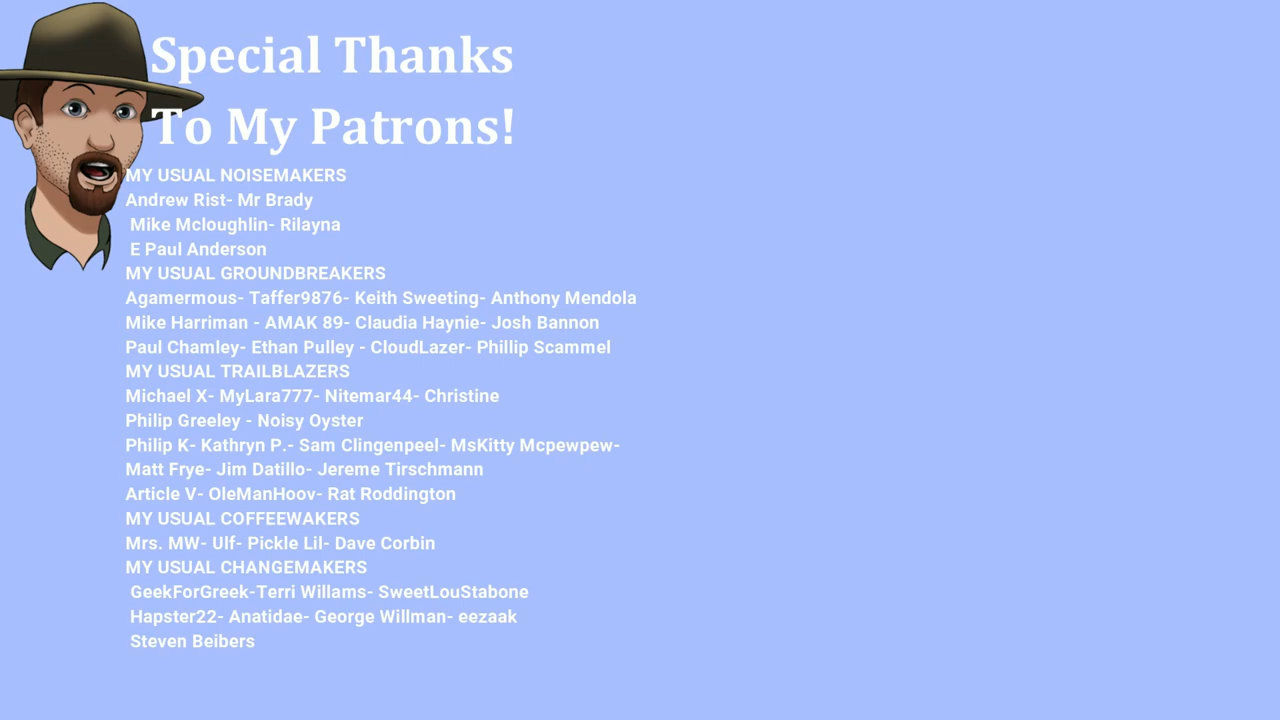 Special Thanks
To My Patrons!
MY USUAL NOISEMAKERS
Andrew Rist- Mr Brady
Mike Mcloughlin- Rilayna
E Paul Anderson
MY USUAL GROUNDBREAKERS
Agamermous- Taffer9876- Keith Sweeting- Anthony Mendola
Mike Harriman - AMAK 89- Claudia Haynie- Josh Bannon
Paul Chamley- Ethan Pulley - CloudLazer- Phillip Scammel
MY USUAL TRAILBLAZERS
Michael X- MyLara777- Nitemar44- Christine
Philip Greeley - Noisy Oyster
Philip K- Kathryn P.- Sam Clingenpeel- MsKitty Mcpewpew-
Matt Frye- Jim Datillo- Jereme Tirschmann
Article V- OleManHoov- Rat Roddington
MY USUAL COFFEEWAKERS
Mrs. MW- Ulf- Pickle Lil- Dave Corbin
MY USUAL CHANGEMAKERS
GeekForGreek-Terri Willams- SweetLouStabone
Hapster22- Anatidae- George Willman- eezaak
Steven Beibers